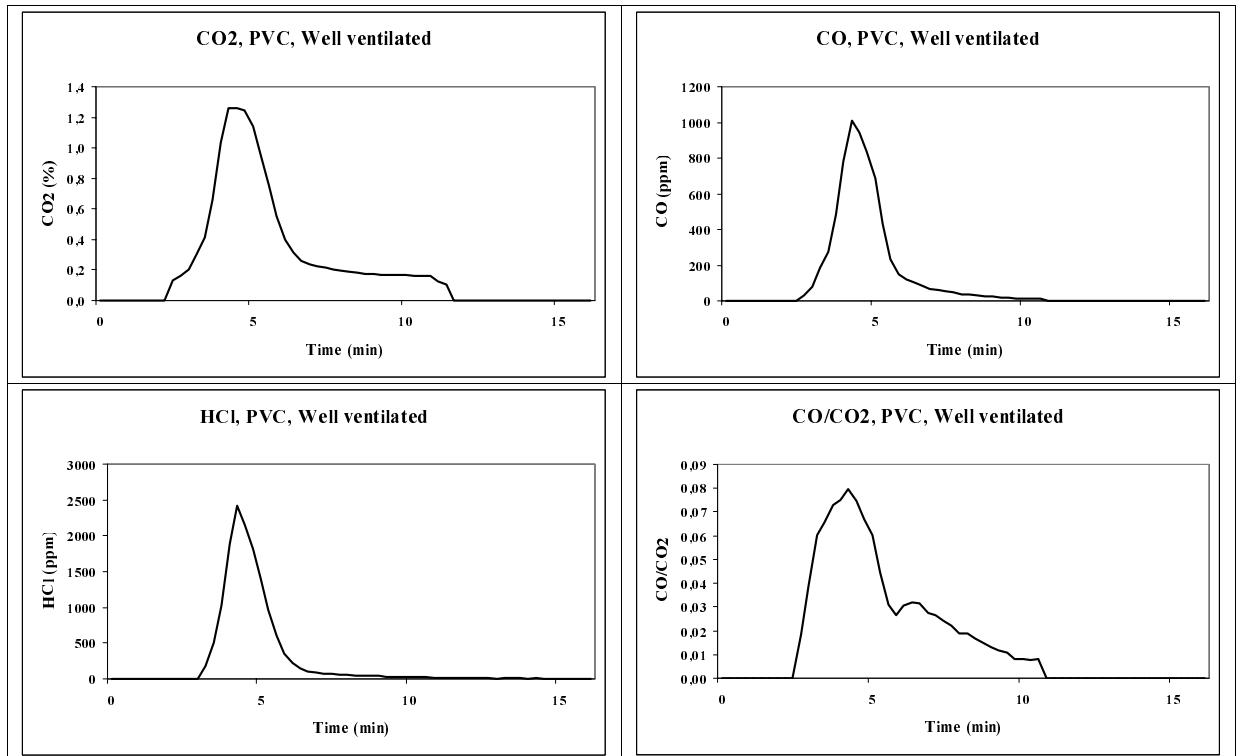 CO2, PVC, Well ventilated
1,4
1,2
1,0
0,8
0,6
0,4
0,2
0,0
CO2 (%)
0 5 10 15
Time (min)
CO, PVC, Well ventilated
1200
1000
800
600
400
200
0
CO (ppm)
0 5 10 15
Time (min)
HCl, PVC, Well ventilated
3000
2500
2000
1500
1000
500
0
HCl (ppm)
0 5 10 15
Time (min)
CO/CO2, PVC, Well ventilated
0,09
0,08
0,07
0,06
0,05
0,04
0,03
0,02
0,01
0,00
CO/CO2
0 5 10 15
Time (min)